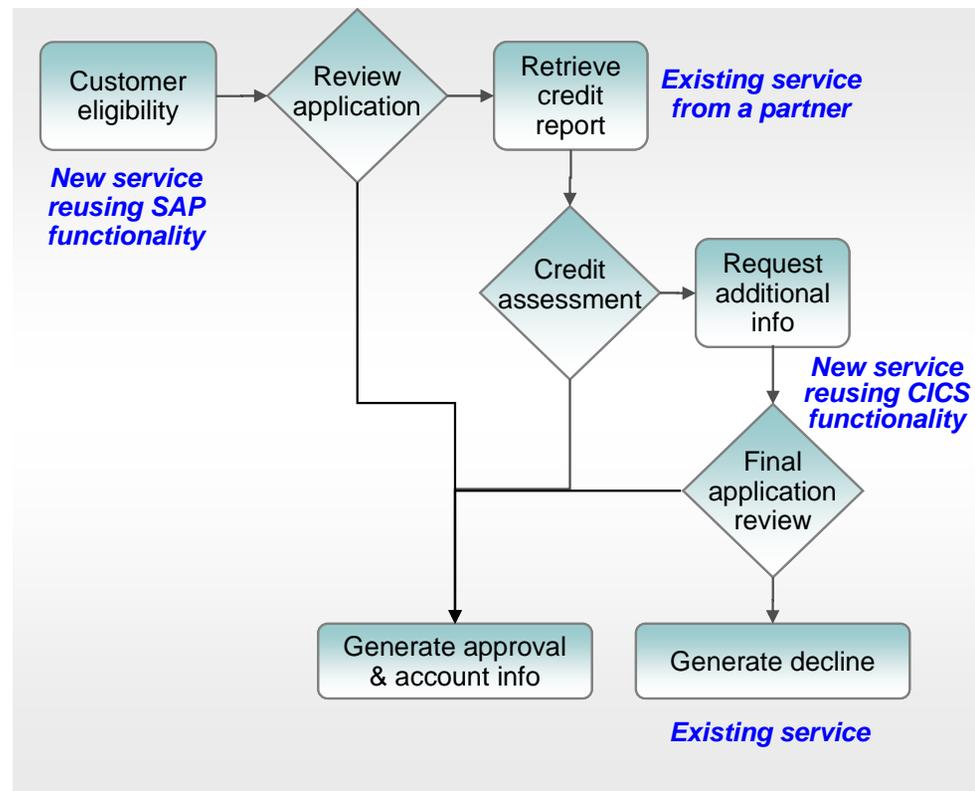 Customer
eligibility
New service
reusing SAP
functionality
Review
application
Retrieve
credit
report
Existing service
from a partner
Credit
assessment
Request
additional
info
New service
reusing CICS
functionality
Final
application
review
Generate approval
& account info
Generate decline
Existing service